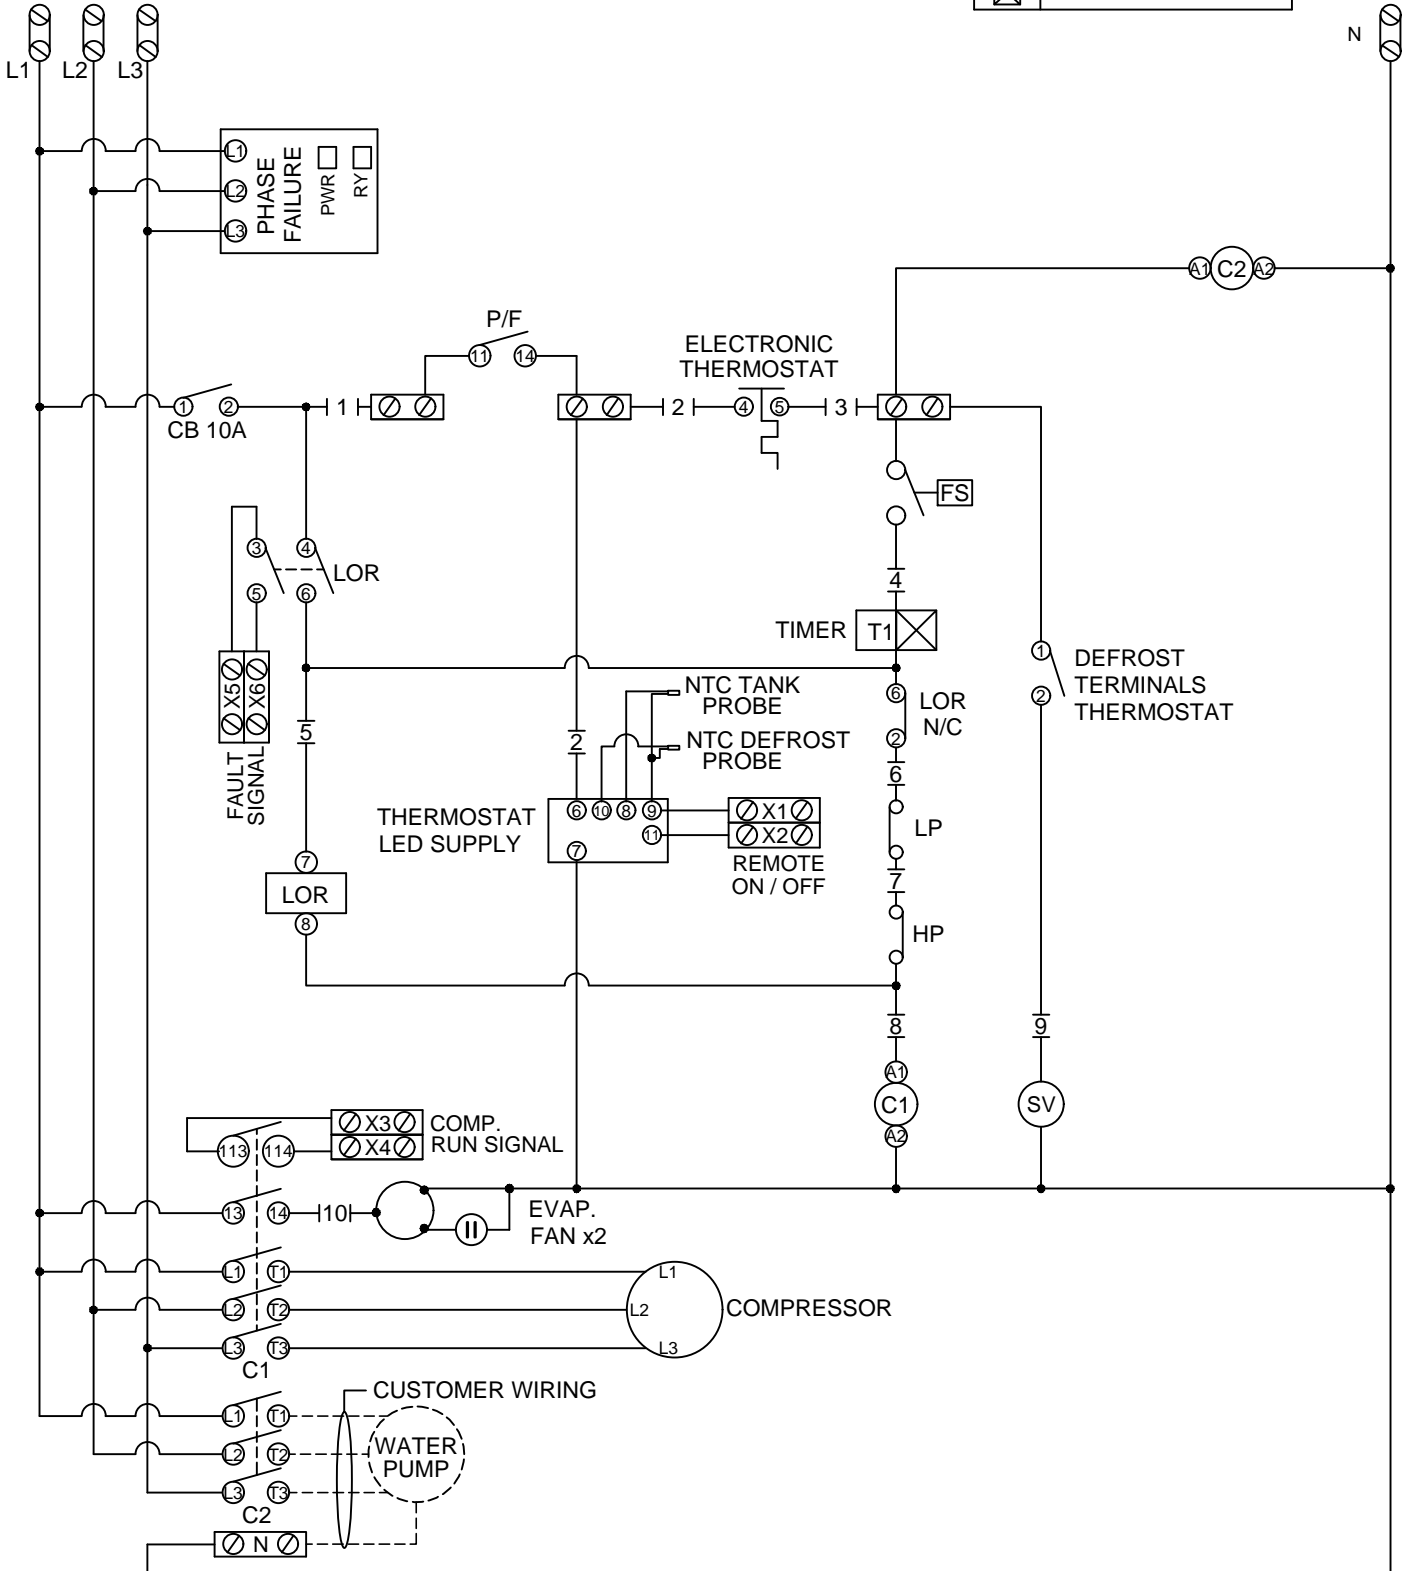 N
L1 L2 L3
L1
L2
L3
PHASE
FAILURE
PWR
RY
A1 C2 A2
P/F
11 14
ELECTRONIC
THERMOSTAT
1 2 1 2 4 5 3
CB 10A
FS
3 4
LOR
5 6
4
TIMER T1
1
2
DEFROST
TERMINALS
THERMOSTAT
X5 X6
FAULT
SIGNAL
5
NTC TANK
PROBE
NTC DEFROST
PROBE
2
6
LOR
N/C
2
6
THERMOSTAT
LED SUPPLY
6 10 8 9
11
7
X1
X2
REMOTE
ON / OFF
LP
7
HP
7
LOR
8
8
9
A1
C1
A2
SV
X3
X4
COMP.
RUN SIGNAL
113 114
13 14 10
EVAP.
FAN x2
L1 T1 L1
L2 T2 L2
COMPRESSOR
L3 T3 L3
C1
CUSTOMER WIRING
L1 T1
L2 T2
WATER
PUMP
L3 T3
C2
N